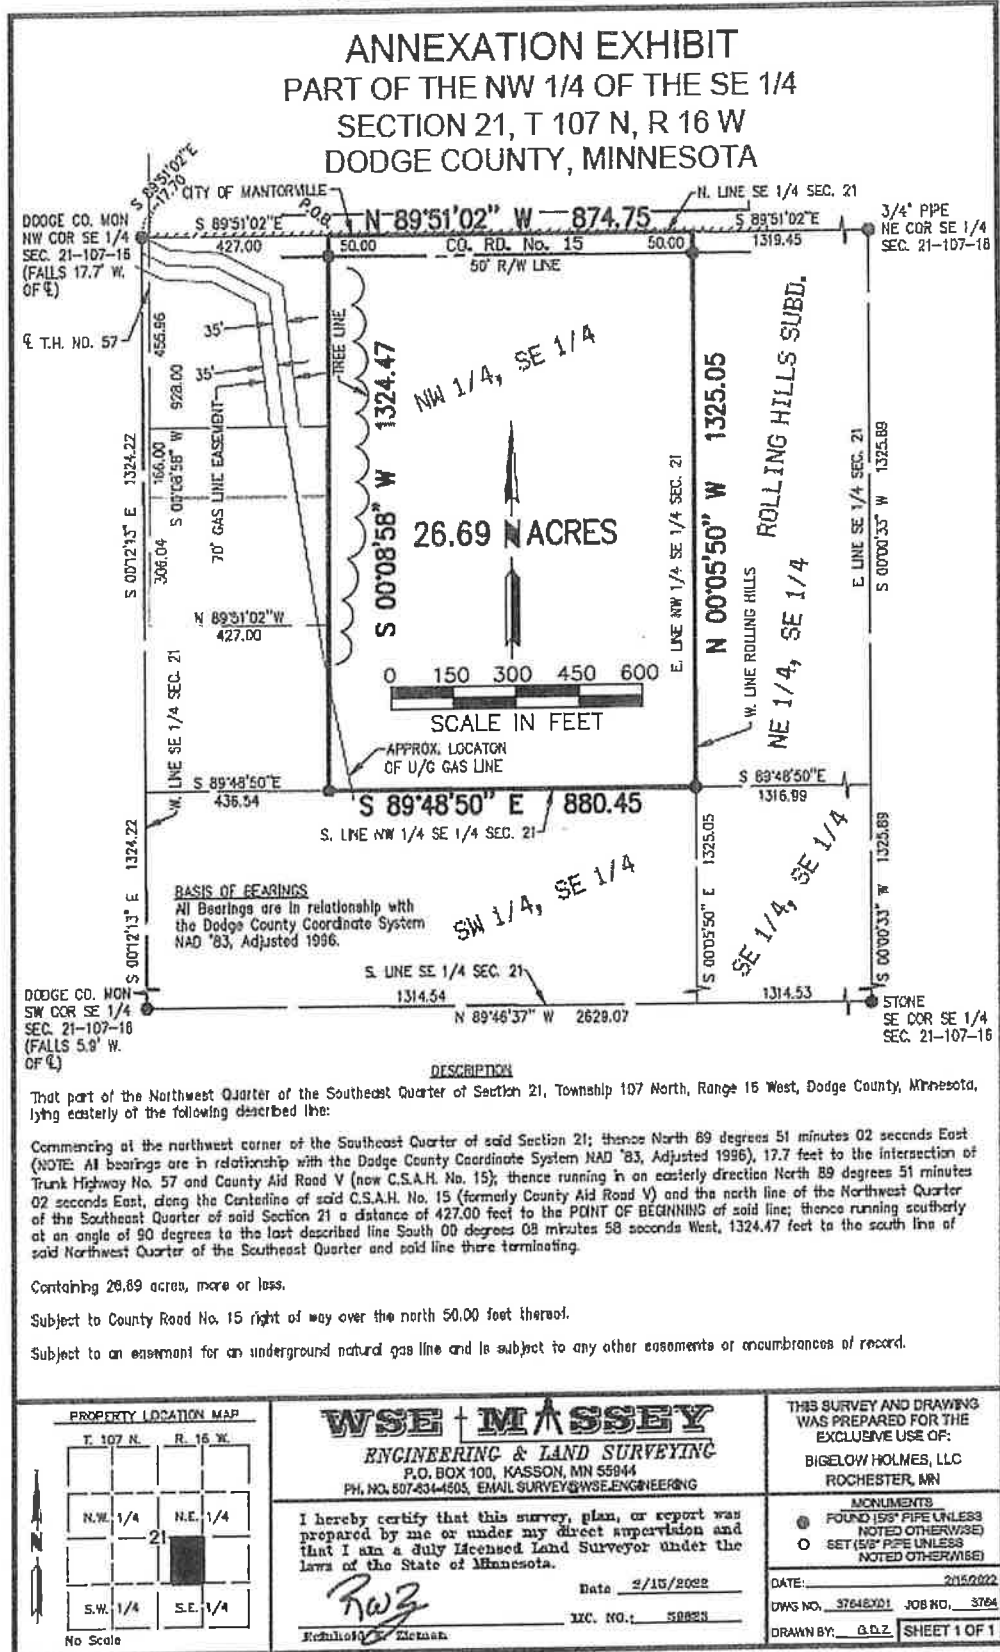 ANNEXATION EXHIBIT
PART OF THE NW 1/4 OF THE SE 1/4
SECTION 21, T 107 N, R 16 W
DODGE COUNTY, MINNESOTA
S 89°51'02"E
17.70
CITY OF MANTORVILLE
P.O.B.
N 89°51'02" W 874.75
N. LINE SE 1/4 SEC. 21
DODGE CO. MON
NW COR SE 1/4
SEC. 21-107-16
(FALLS 17.7' W.
OF ℄)
S 89°51'02"E
427.00
50.00
CO. RD. No. 15
50.00
50' R/W LINE
S 89°51'02"E
1319.45
3/4" PIPE
NE COR SE 1/4
SEC. 21-107-16
℄ T.H. NO. 57
455.96
35'
35'
928.00
166.00
S 00°08'58" W
306.04
70' GAS LINE EASEMENT
TREE LINE
S 00°08'58" W 1324.47
NW 1/4, SE 1/4
26.69 ACRES
N
E. LINE NW 1/4 SE 1/4 SEC. 21
N 00°05'50" W 1325.05
ROLLING HILLS SUBD.
NE 1/4, SE 1/4
W. LINE ROLLING HILLS
E. LINE SE 1/4 SEC. 21
S 00°00'33" W 1325.89
S 00°12'13" E 1324.22
N 89°51'02"W
427.00
W. LINE SE 1/4 SEC. 21
0 150 300 450 600
SCALE IN FEET
APPROX. LOCATON
OF U/G GAS LINE
S 89°48'50"E
436.54
S 89°48'50" E 880.45
S. LINE NW 1/4 SE 1/4 SEC. 21
S 89°48'50"E
1316.99
S 00°12'13" E 1324.22
BASIS OF BEARINGS
All Bearings are in relationship with
the Dodge County Coordinate System
NAD '83, Adjusted 1996.
SW 1/4, SE 1/4
S 00°05'50" E 1325.05
SE 1/4, SE 1/4
S 00°00'33" W 1325.89
S. LINE SE 1/4 SEC. 21
1314.54
N 89°46'37" W 2629.07
1314.53
DODGE CO. MON
SW COR SE 1/4
SEC. 21-107-16
(FALLS 5.9' W.
OF ℄)
STONE
SE COR SE 1/4
SEC. 21-107-16
DESCRIPTION
That part of the Northwest Quarter of the Southeast Quarter of Section 21, Township 107 North, Range 16 West, Dodge County, Minnesota,
lying easterly of the following described line:
Commencing at the northwest corner of the Southeast Quarter of said Section 21; thence North 89 degrees 51 minutes 02 seconds East
(NOTE: All bearings are in relationship with the Dodge County Coordinate System NAD '83, Adjusted 1996), 17.7 feet to the intersection of
Trunk Highway No. 57 and County Aid Road V (now C.S.A.H. No. 15); thence running in an easterly direction North 89 degrees 51 minutes
02 seconds East, along the Centerline of said C.S.A.H. No. 15 (formerly County Aid Road V) and the north line of the Northwest Quarter
of the Southeast Quarter of said Section 21 a distance of 427.00 feet to the POINT OF BEGINNING of said line; thence running southerly
at an angle of 90 degrees to the last described line South 00 degrees 08 minutes 58 seconds West, 1324.47 feet to the south line of
said Northwest Quarter of the Southeast Quarter and said line there terminating.
Containing 26.69 acres, more or less.
Subject to County Road No. 15 right of way over the north 50.00 feet thereof.
Subject to an easement for an underground natural gas line and is subject to any other easements or encumbrances of record.
PROPERTY LOCATION MAP
T. 107 N. R. 16 W.
N
N.W. 1/4 N.E. 1/4
21
S.W. 1/4 S.E. 1/4
No Scale
WSE MASSEY
ENGINEERING & LAND SURVEYING
P.O. BOX 100, KASSON, MN 55944
PH. NO. 507-634-4505, EMAIL SURVEY@WSE.ENGINEERING
I hereby certify that this survey, plan, or report was
prepared by me or under my direct supervision and
that I am a duly Licensed Land Surveyor under the
laws of the State of Minnesota.
Date 2/15/2022
LIC. NO.:
THIS SURVEY AND DRAWING
WAS PREPARED FOR THE
EXCLUSIVE USE OF:
BIGELOW HOLMES, LLC
ROCHESTER, MN
MONUMENTS
FOUND (5/8" PIPE UNLESS
NOTED OTHERWISE)
SET (5/8" PIPE UNLESS
NOTED OTHERWISE)
DATE: 2/15/2022
DWG NO. JOB NO. 3764
DRAWN BY: G.D.Z. SHEET 1 OF 1